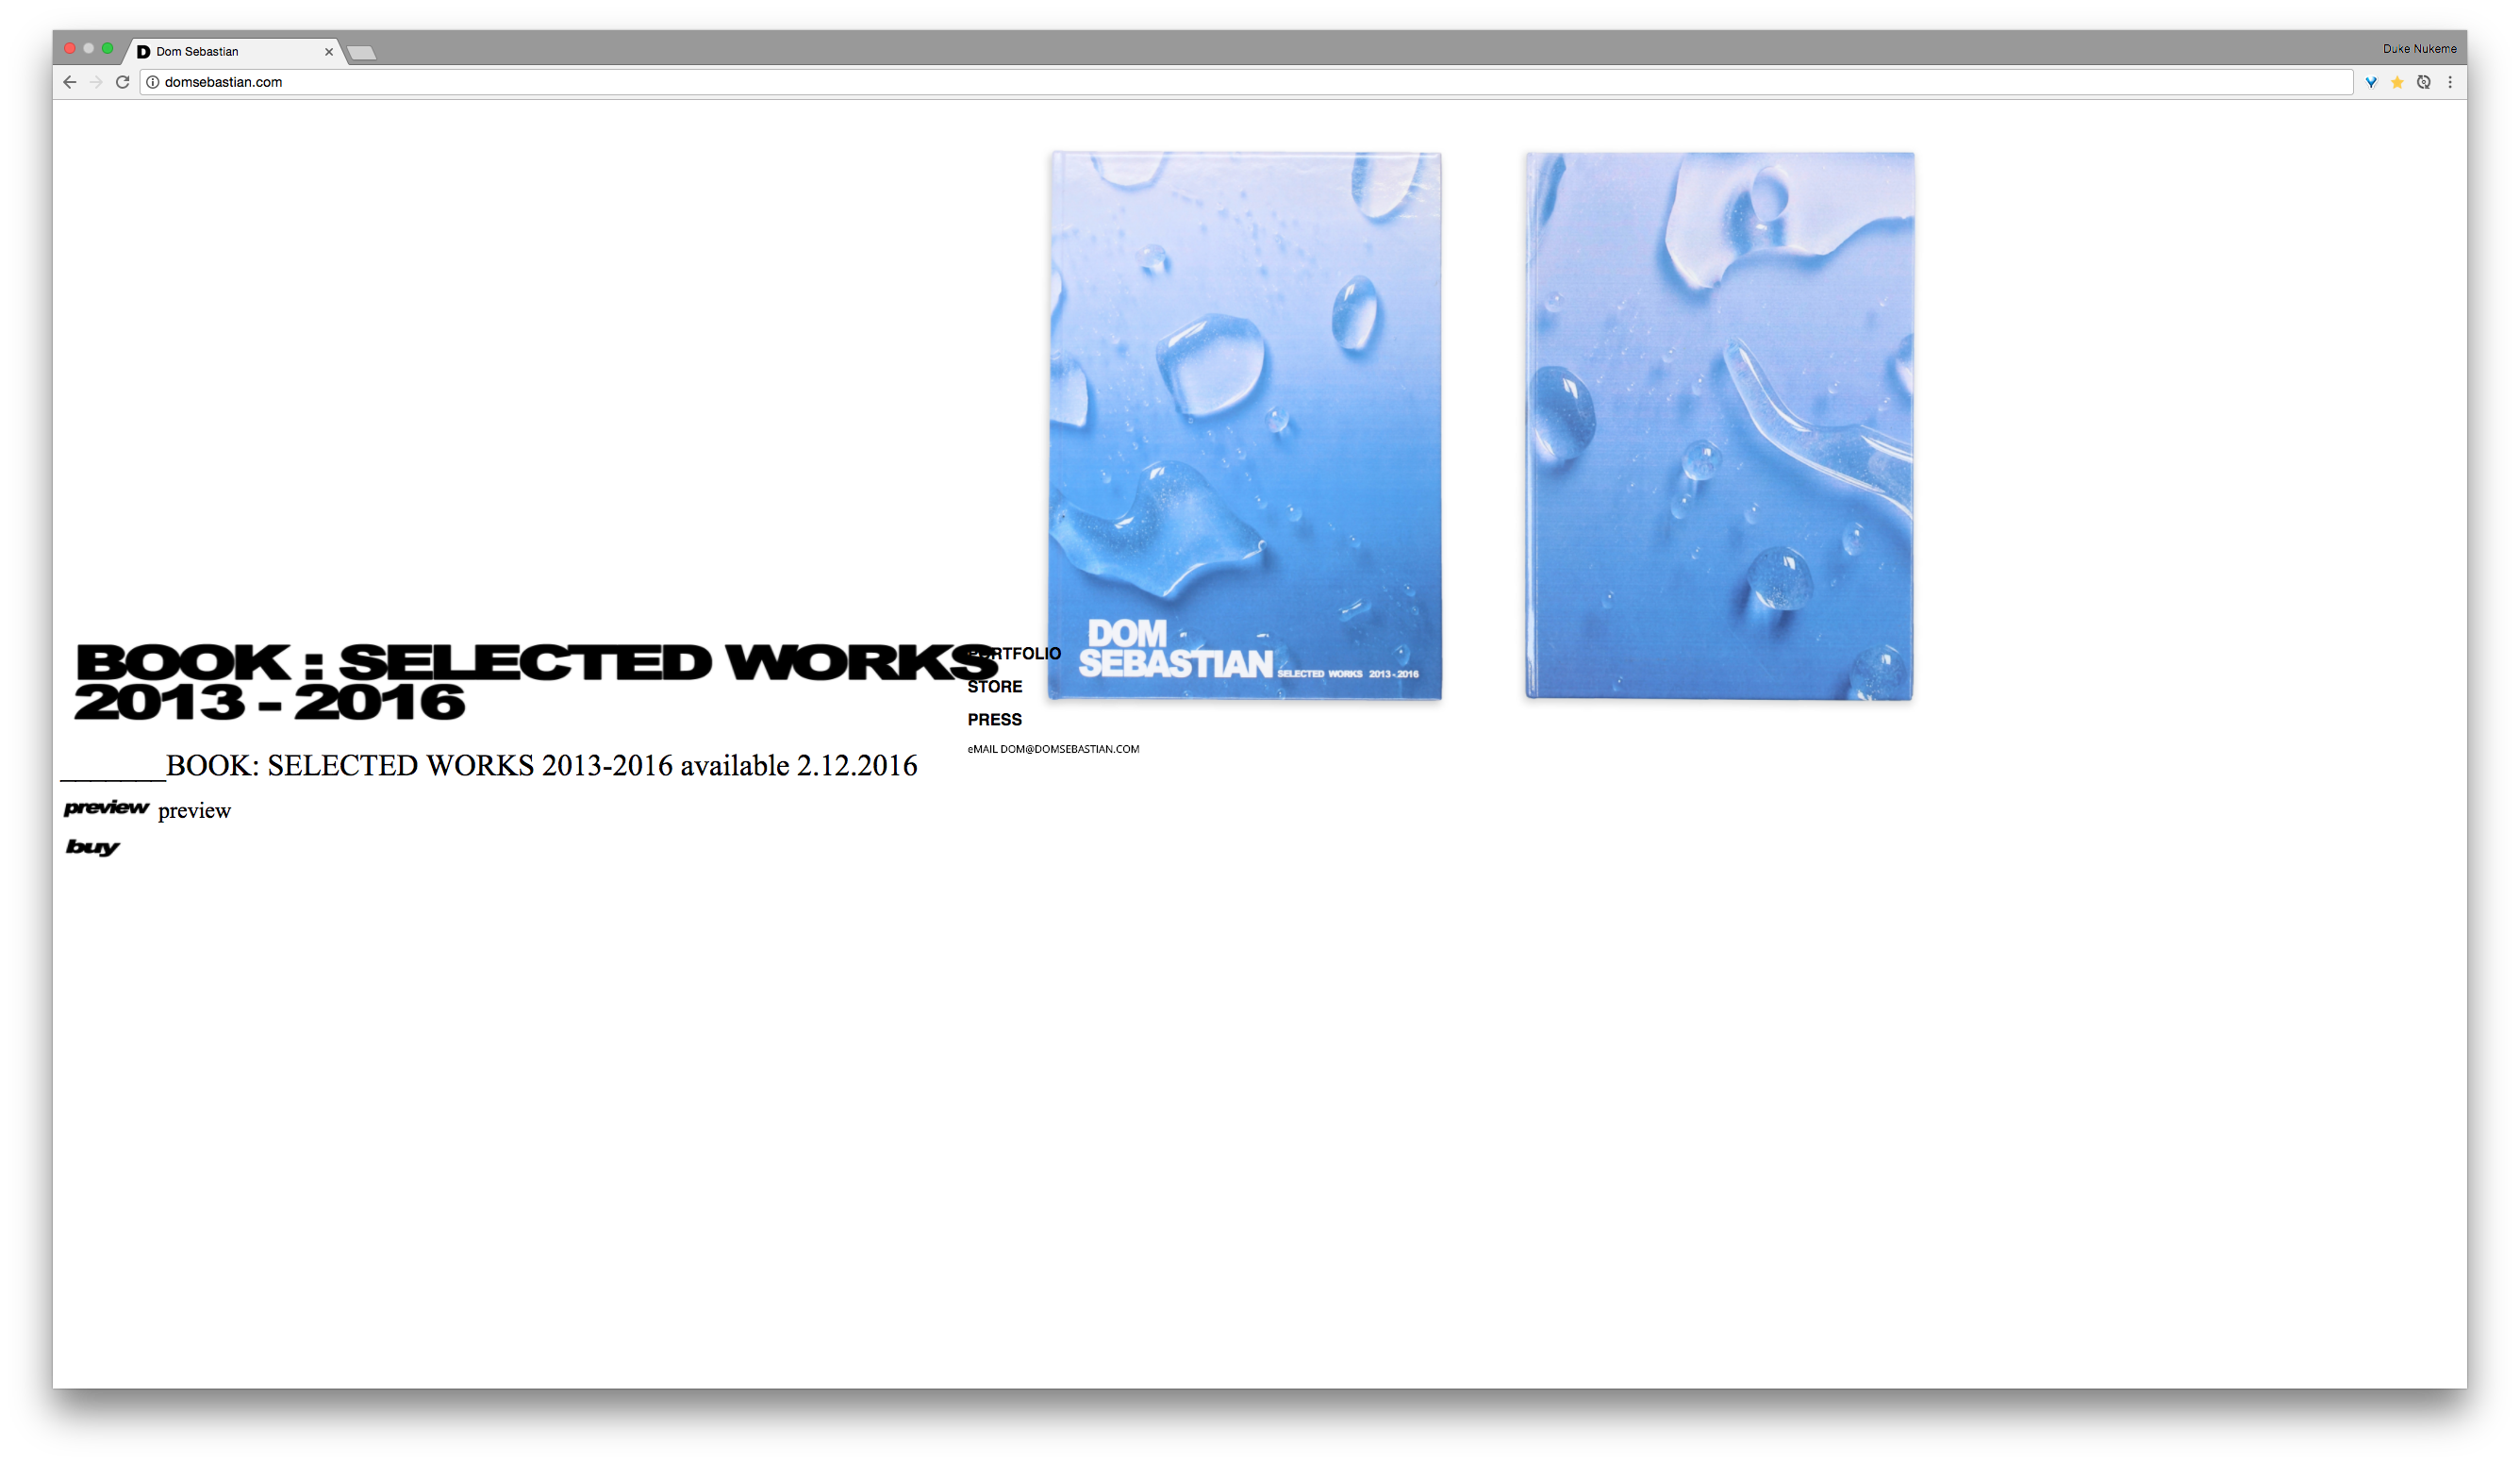 D Dom Sebastian
Duke Nukeme
domsebastian.com
BOOK : SELECTED WORKS
2013 - 2016
_______BOOK: SELECTED WORKS 2013-2016 available 2.12.2016
preview preview
buy
PORTFOLIO
STORE
PRESS
eMAIL DOM@DOMSEBASTIAN.COM
DOM
SEBASTIAN SELECTED WORKS 2013-2016